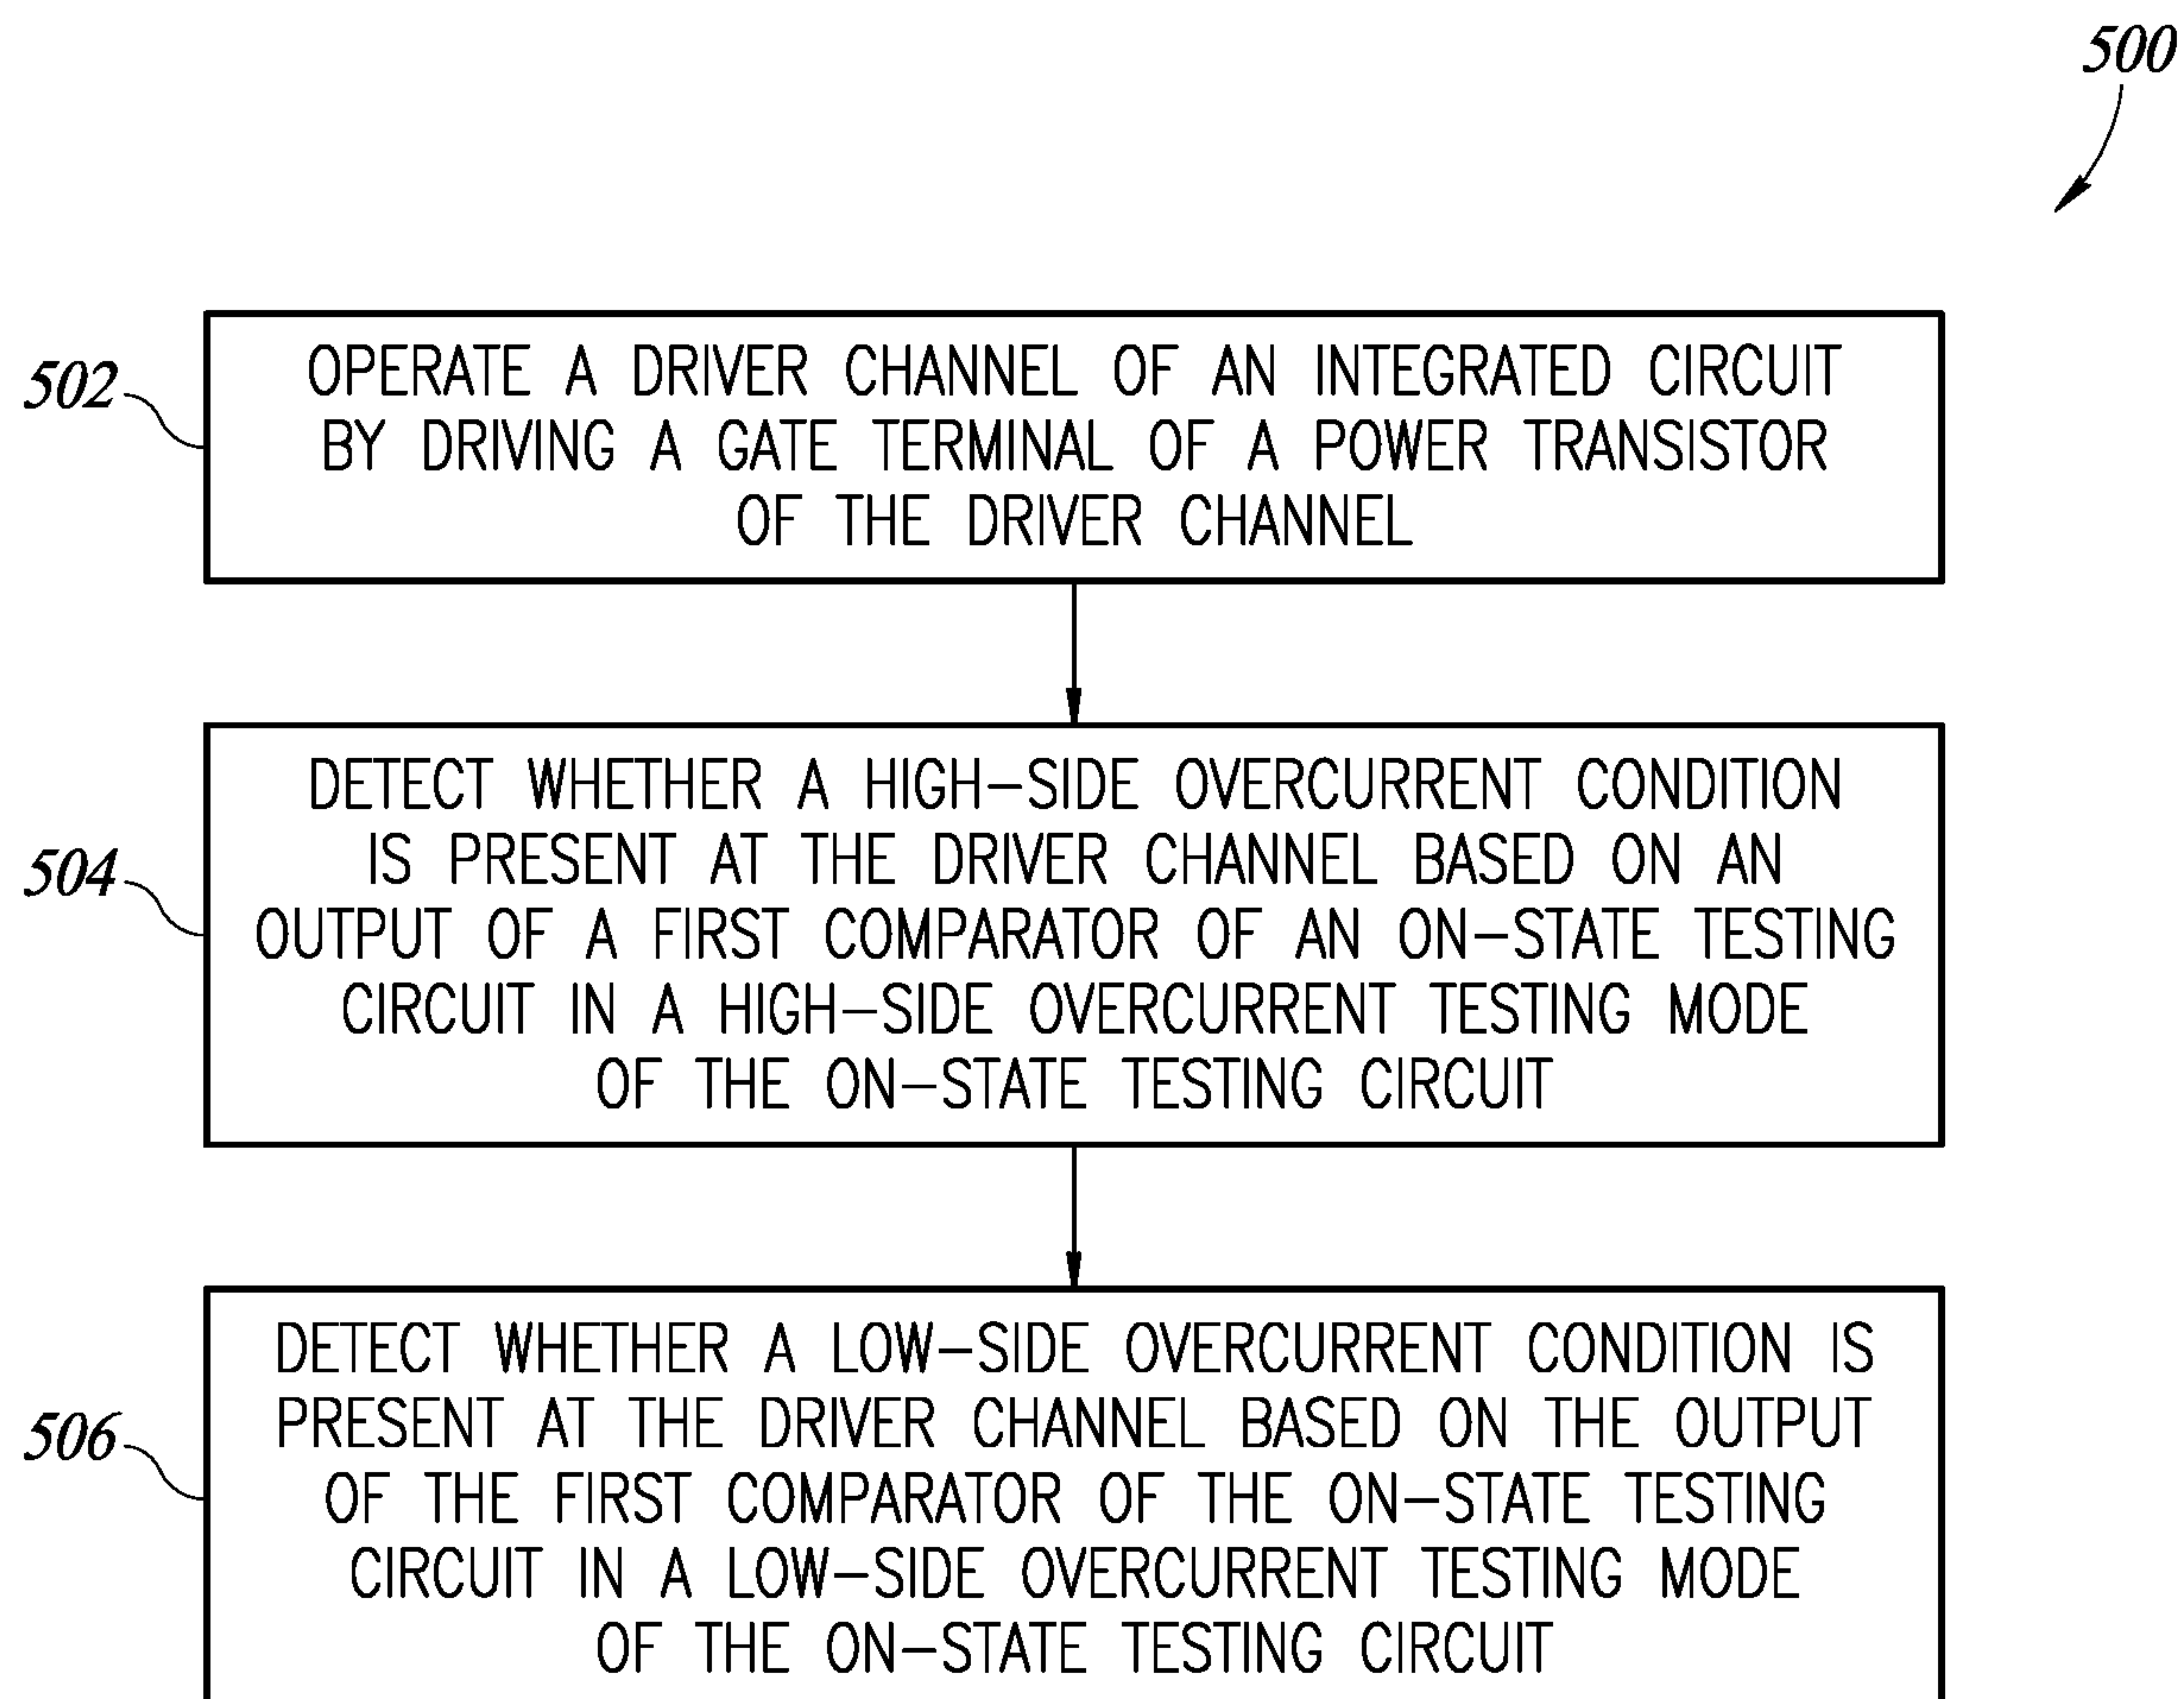 500
502
OPERATE A DRIVER CHANNEL OF AN INTEGRATED CIRCUIT
BY DRIVING A GATE TERMINAL OF A POWER TRANSISTOR
OF THE DRIVER CHANNEL
504
DETECT WHETHER A HIGH-SIDE OVERCURRENT CONDITION
IS PRESENT AT THE DRIVER CHANNEL BASED ON AN
OUTPUT OF A FIRST COMPARATOR OF AN ON-STATE TESTING
CIRCUIT IN A HIGH-SIDE OVERCURRENT TESTING MODE
OF THE ON-STATE TESTING CIRCUIT
506
DETECT WHETHER A LOW-SIDE OVERCURRENT CONDITION IS
PRESENT AT THE DRIVER CHANNEL BASED ON THE OUTPUT
OF THE FIRST COMPARATOR OF THE ON-STATE TESTING
CIRCUIT IN A LOW-SIDE OVERCURRENT TESTING MODE
OF THE ON-STATE TESTING CIRCUIT